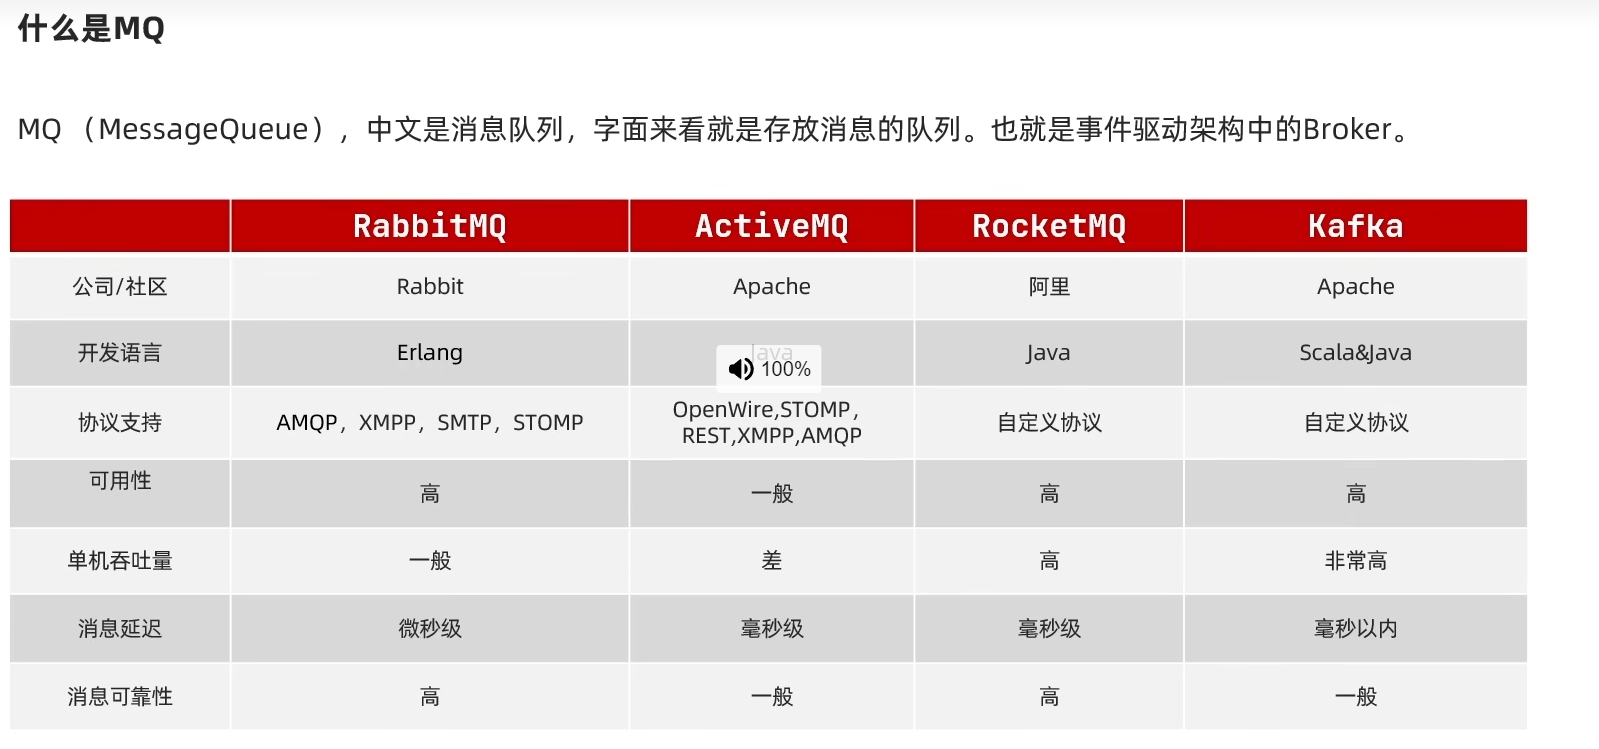 什么是MQ
MQ （MessageQueue），中文是消息队列，字面来看就是存放消息的队列。也就是事件驱动架构中的Broker。
RabbitMQ ActiveMQ RocketMQ Kafka
公司/社区 Rabbit Apache 阿里 Apache
开发语言 Erlang Java Java Scala&Java
100%
协议支持 AMQP，XMPP，SMTP，STOMP OpenWire,STOMP， REST,XMPP,AMQP 自定义协议 自定义协议
可用性 高 一般 高 高
单机吞吐量 一般 差 高 非常高
消息延迟 微秒级 毫秒级 毫秒级 毫秒以内
消息可靠性 高 一般 高 一般